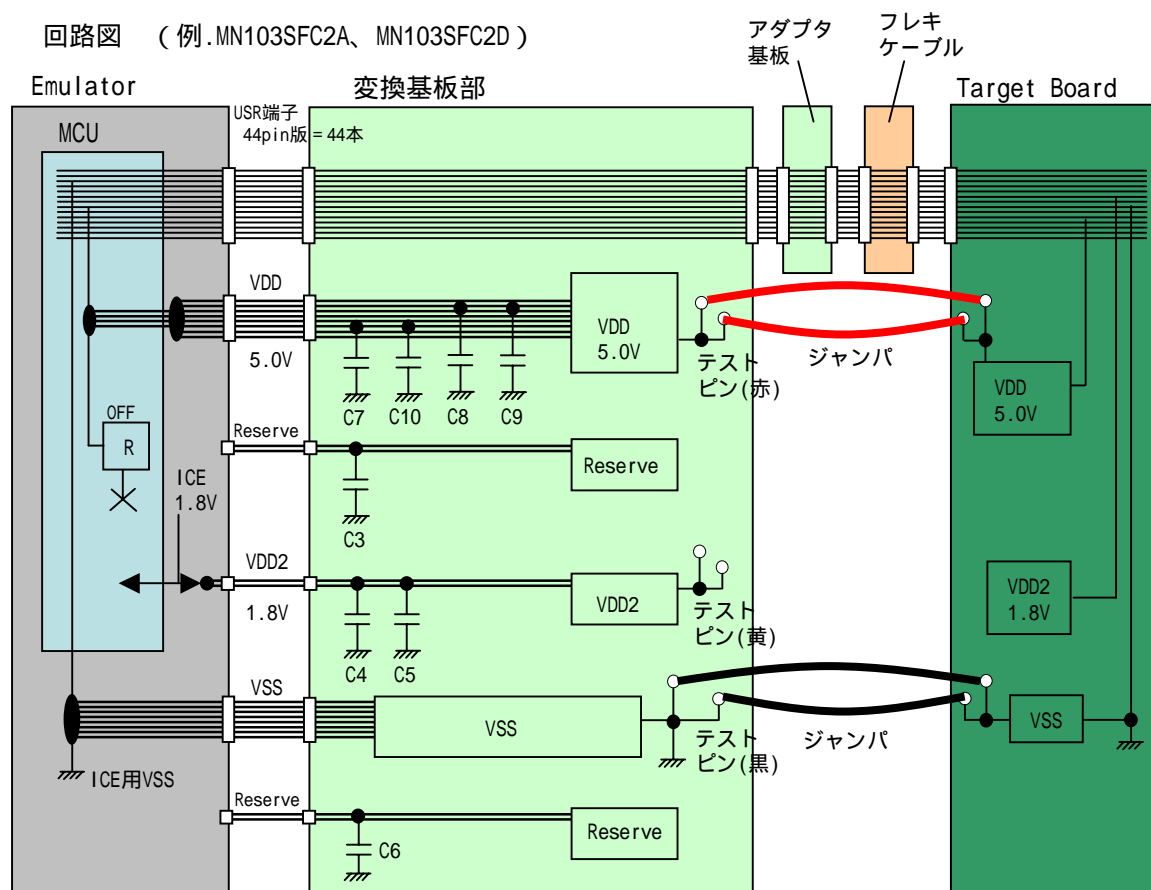 回路図 （例.MN103SFC2A、MN103SFC2D）
アダプタ
基板
フレキ
ケーブル
Emulator
変換基板部
Target Board
USR端子
44pin版＝44本
MCU
VDD
5.0V
VDD
5.0V
テスト
ピン(赤)
ジャンパ
VDD
5.0V
C7
C10
C8
C9
OFF
R
Reserve
Reserve
C3
ICE
1.8V
VDD2
1.8V
VDD2
テスト
ピン(黄)
VDD2
1.8V
C4
C5
VSS
VSS
テスト
ピン(黒)
ジャンパ
VSS
ICE用VSS
Reserve
Reserve
C6